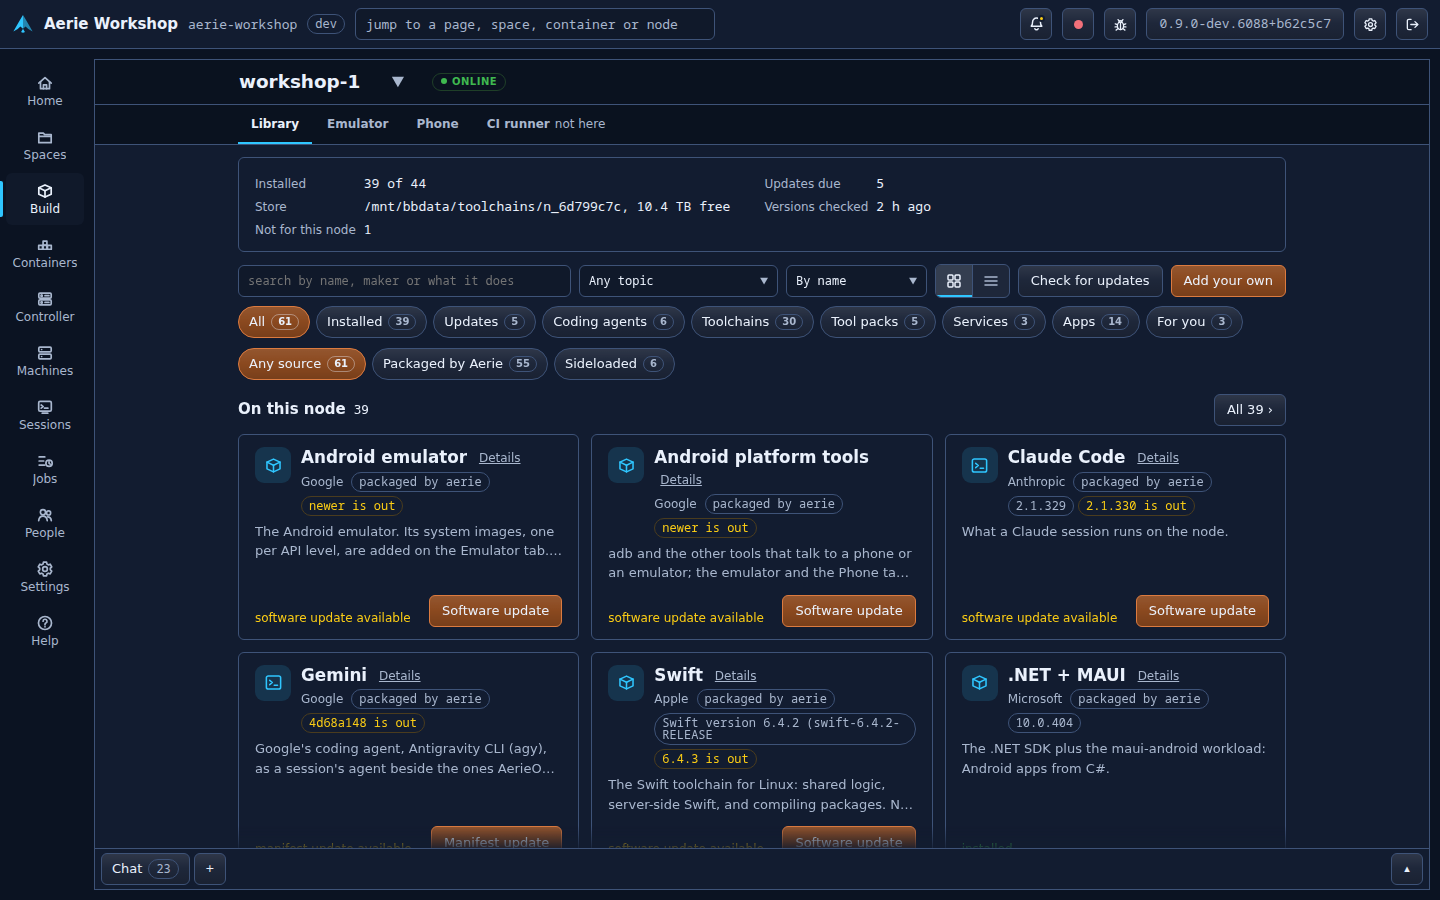 Aerie Workshop aerie-workshop dev jump to a page, space, container or node 0.9.0-dev.6088+b62c5c7
Home
Spaces
Build
Containers
Controller
Machines
Sessions
Jobs
People
Settings
Help
workshop-1 ▼ ONLINE
Library Emulator Phone CI runner not here
Installed 39 of 44 Updates due 5
Store /mnt/bbdata/toolchains/n_6d799c7c, 10.4 TB free Versions checked 2 h ago
Not for this node 1
search by name, maker or what it does Any topic ▼ By name ▼ Check for updates Add your own
All 61 Installed 39 Updates 5 Coding agents 6 Toolchains 30 Tool packs 5 Services 3 Apps 14 For you 3
Any source 61 Packaged by Aerie 55 Sideloaded 6
On this node 39 All 39 ›
Android emulator Details
Google packaged by aerie
newer is out
The Android emulator. Its system images, one
per API level, are added on the Emulator tab.…
software update available Software update
Android platform tools
Details
Google packaged by aerie
newer is out
adb and the other tools that talk to a phone or
an emulator; the emulator and the Phone ta…
software update available Software update
Claude Code Details
Anthropic packaged by aerie
2.1.329 2.1.330 is out
What a Claude session runs on the node.
software update available Software update
Gemini Details
Google packaged by aerie
4d68a148 is out
Google's coding agent, Antigravity CLI (agy),
as a session's agent beside the ones AerieO…
manifest update available Manifest update
Swift Details
Apple packaged by aerie
Swift version 6.4.2 (swift-6.4.2-
RELEASE
6.4.3 is out
The Swift toolchain for Linux: shared logic,
server-side Swift, and compiling packages. N…
software update available Software update
.NET + MAUI Details
Microsoft packaged by aerie
10.0.404
The .NET SDK plus the maui-android workload:
Android apps from C#.
installed
Chat 23 + ▲